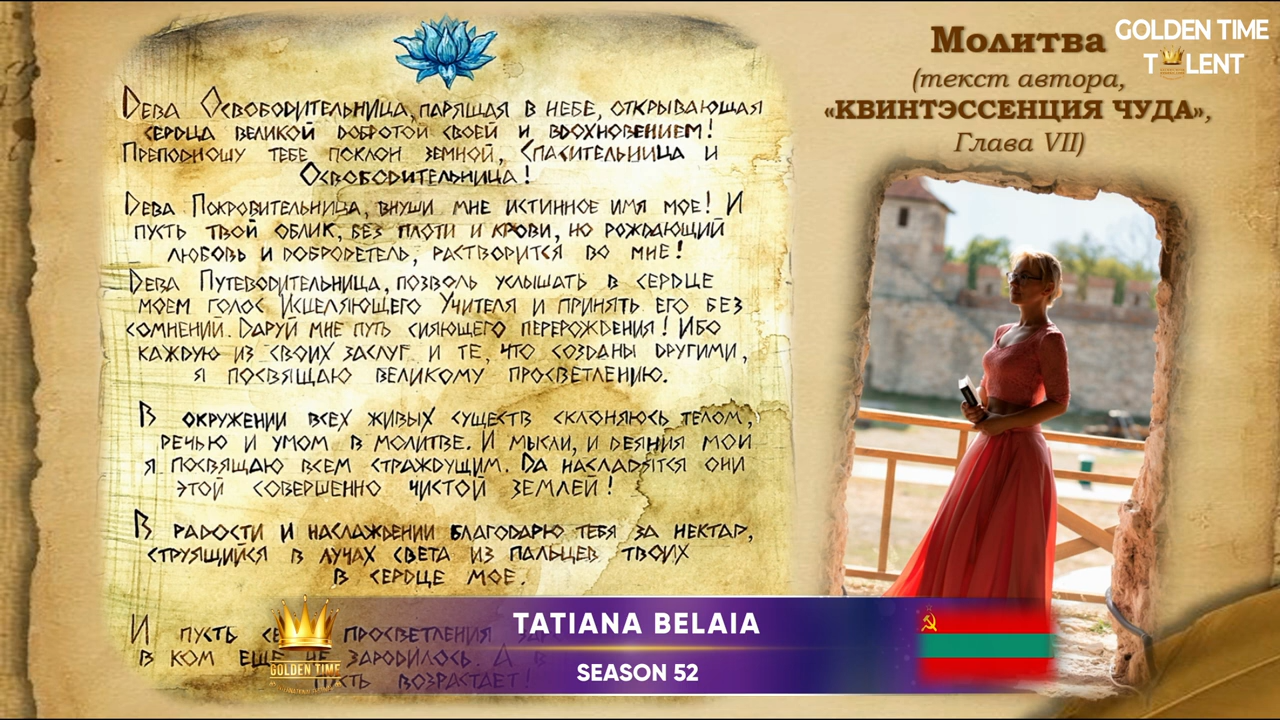 Дева Освободительница, парящая в небе, открывающая
сердца великой добротой своей и вдохновением!
Преподношу тебе поклон земной, Спасительница и
Освободительница!
Дева Покровительница, внуши мне истинное имя мое! И
пусть твой облик, без плоти и крови, но рождающий
любовь и добродетель, растворится во мне!
Дева Путеводительница, позволь услышать в сердце
моем голос Исцеляющего Учителя и принять его без
сомнений. Даруй мне путь сияющего перерождения! Ибо
каждую из своих заслуг и те, что созданы другими,
я посвящаю великому просветлению.
В окружении всех живых существ склоняюсь телом,
речью и умом в молитве. И мысли, и деяния мои
я посвящаю всем страждущим. Да насладятся они
этой совершенно чистой землей!
В радости и наслаждении благодарю тебя за нектар,
струящийся в лучах света из пальцев твоих
в сердце мое.
И пусть просветления
в ком еще не зародилось. А в
пусть возрастает!
Молитва
(текст автора,
«КВИНТЭССЕНЦИЯ ЧУДА»,
Глава VII)
GOLDEN TIME
TALENT
GOLDEN TIME
TATIANA BELAIA
SEASON 52